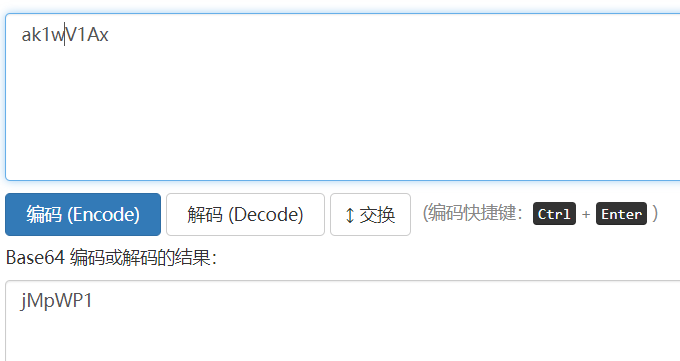 ak1wV1Ax
编码 (Encode) 解码 (Decode) ↕ 交换 (编码快捷键: Ctrl + Enter )
Base64 编码或解码的结果:
jMpWP1